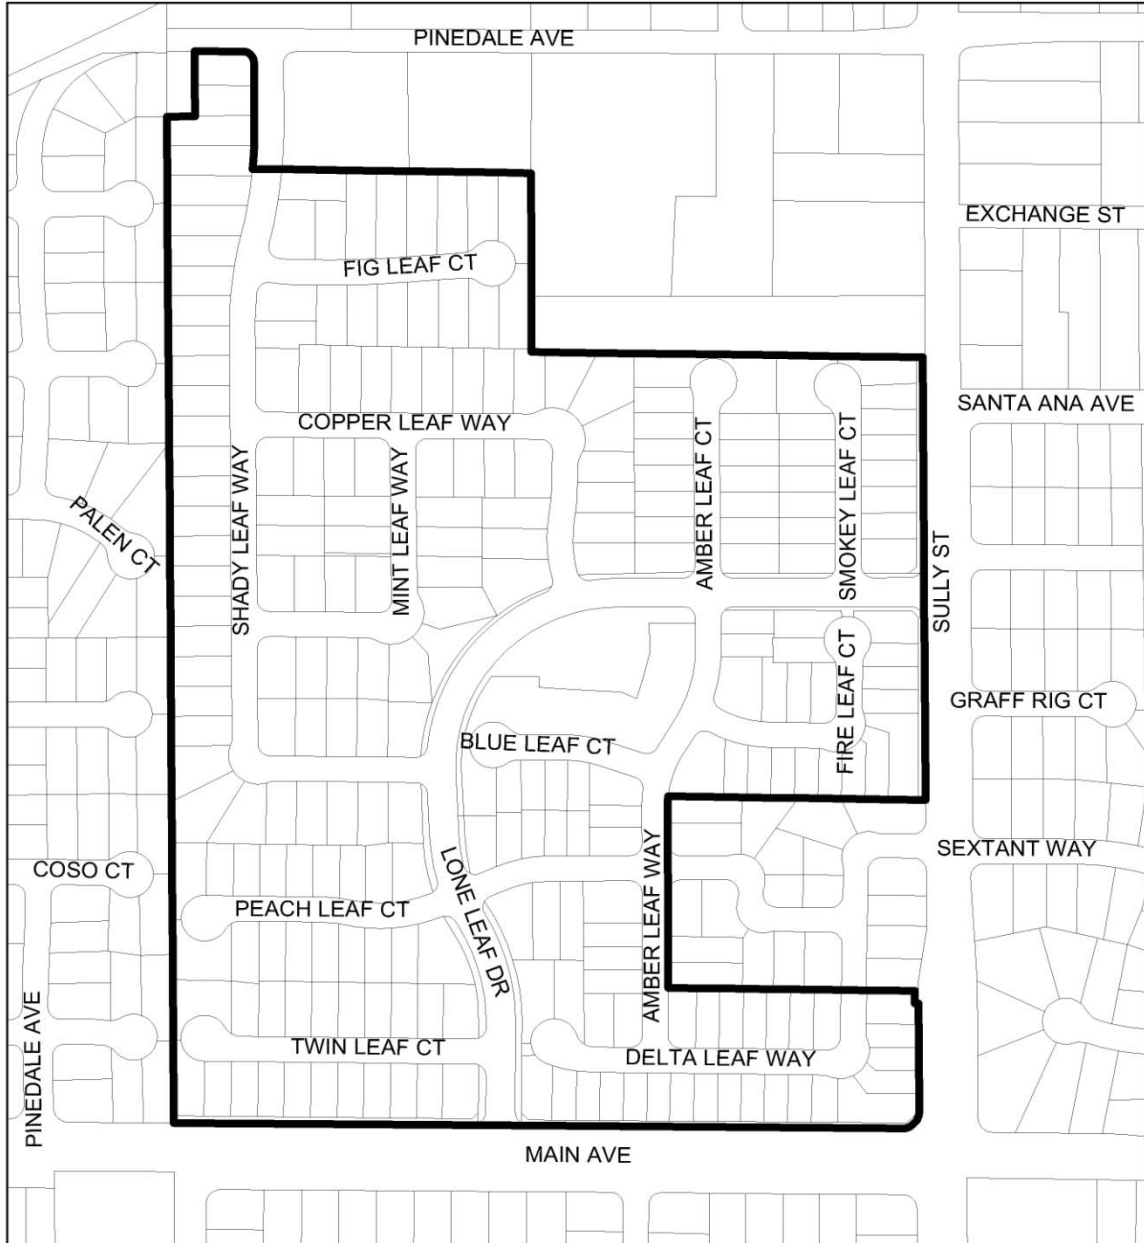 PINEDALE AVE
EXCHANGE ST
FIG LEAF CT
SANTA ANA AVE
COPPER LEAF WAY
AMBER LEAF CT
SMOKEY LEAF CT
SHADY LEAF WAY
MINT LEAF WAY
PALEN CT
SULLY ST
GRAFF RIG CT
BLUE LEAF CT
FIRE LEAF CT
SEXTANT WAY
COSO CT
LONE LEAF DR
AMBER LEAF WAY
PEACH LEAF CT
PINEDALE AVE
TWIN LEAF CT
DELTA LEAF WAY
MAIN AVE